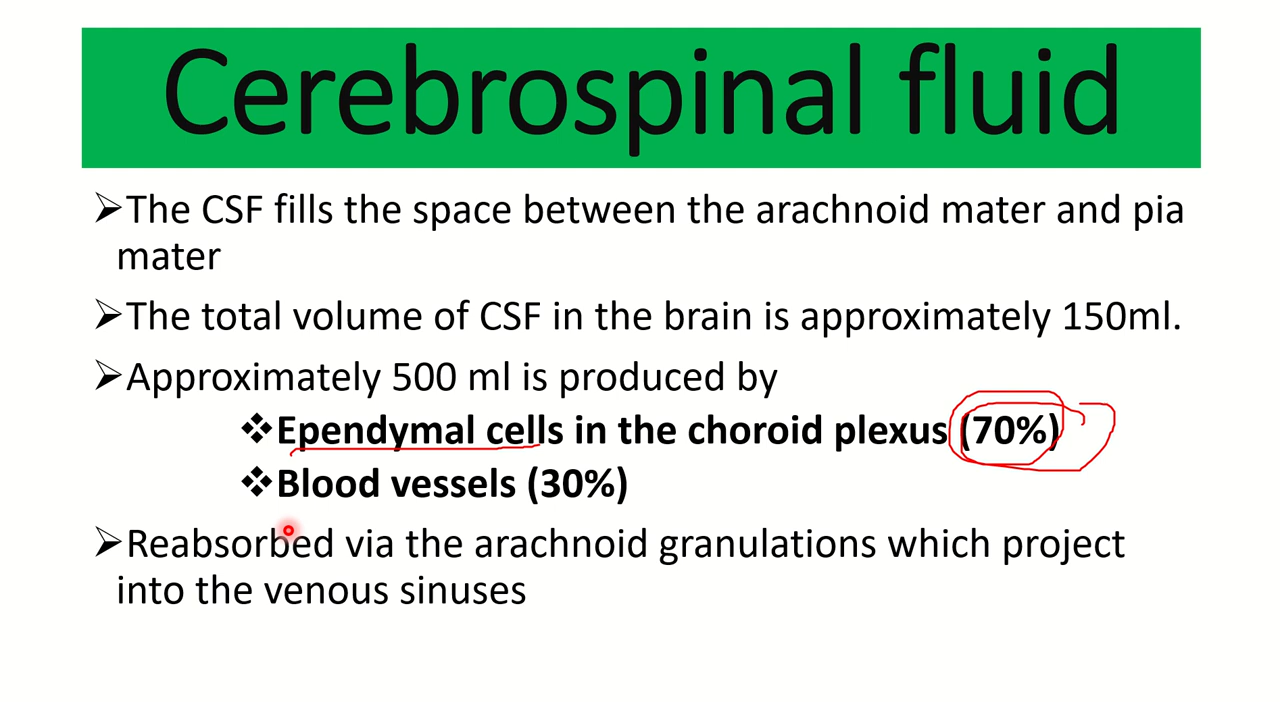 Cerebrospinal fluid
➢The CSF fills the space between the arachnoid mater and pia
mater
➢The total volume of CSF in the brain is approximately 150ml.
➢Approximately 500 ml is produced by
❖Ependymal cells in the choroid plexus (70%)
❖Blood vessels (30%)
➢Reabsorbed via the arachnoid granulations which project
into the venous sinuses